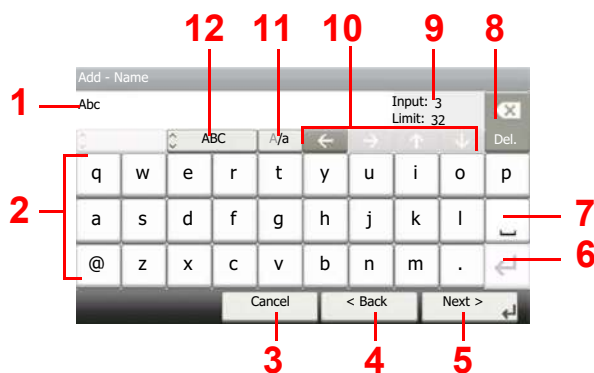 12 11 10 9 8
Add - Name
1 Abc Input: 3
Limit: 32
ABC A/a ← → ↑ ↓ Del.
q w e r t y u i o p
2 a s d f g h j k l 7
@ z x c v b n m . 6
Cancel < Back Next >
3 4 5